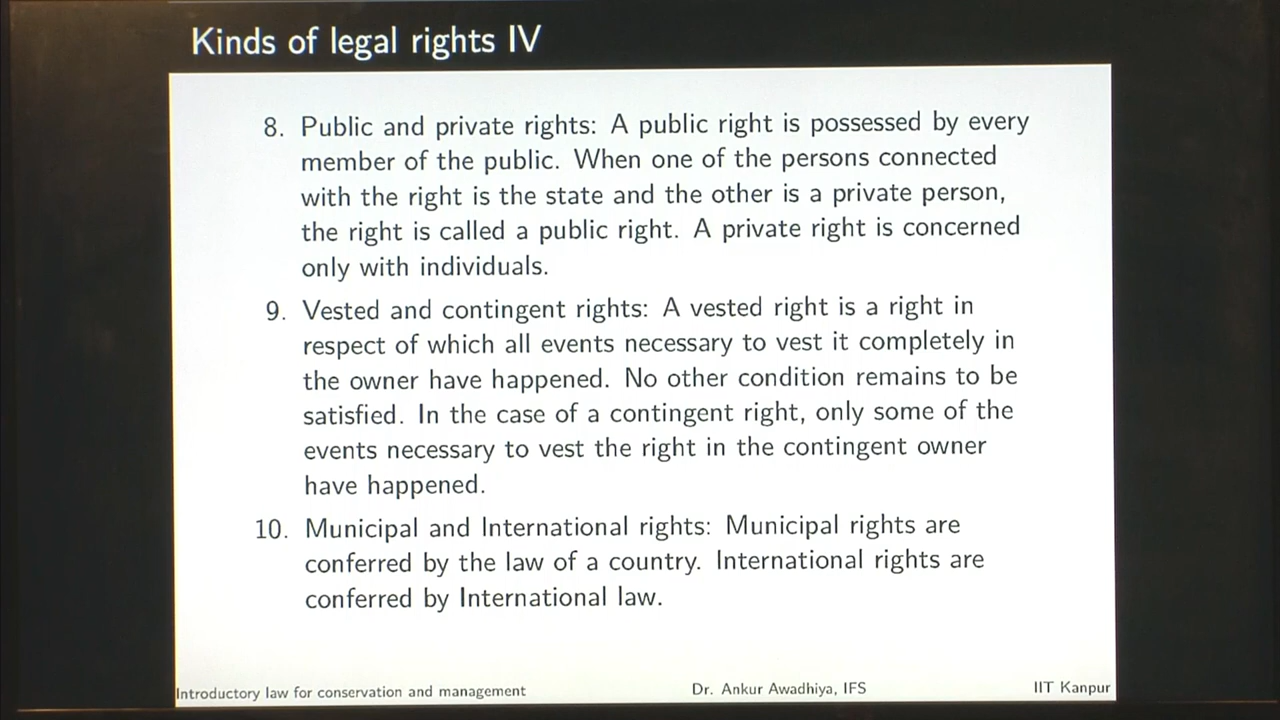 Kinds of legal rights IV
8. Public and private rights: A public right is possessed by every
member of the public. When one of the persons connected
with the right is the state and the other is a private person,
the right is called a public right. A private right is concerned
only with individuals.
9. Vested and contingent rights: A vested right is a right in
respect of which all events necessary to vest it completely in
the owner have happened. No other condition remains to be
satisfied. In the case of a contingent right, only some of the
events necessary to vest the right in the contingent owner
have happened.
10. Municipal and International rights: Municipal rights are
conferred by the law of a country. International rights are
conferred by International law.
Introductory law for conservation and management Dr. Ankur Awadhiya, IFS IIT Kanpur